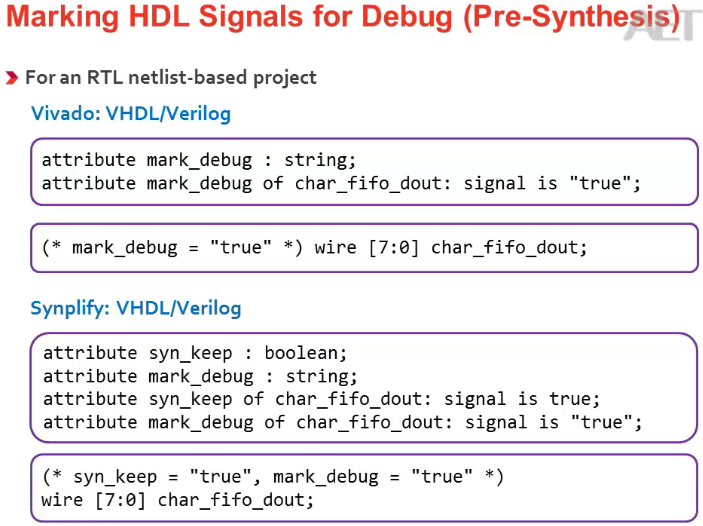 Marking HDL Signals for Debug (Pre-Synthesis)
AET
For an RTL netlist-based project
Vivado: VHDL/Verilog
attribute mark_debug : string;
attribute mark_debug of char_fifo_dout: signal is "true";
(* mark_debug = "true" *) wire [7:0] char_fifo_dout;
Synplify: VHDL/Verilog
attribute syn_keep : boolean;
attribute mark_debug : string;
attribute syn_keep of char_fifo_dout: signal is true;
attribute mark_debug of char_fifo_dout: signal is "true";
(* syn_keep = "true", mark_debug = "true" *)
wire [7:0] char_fifo_dout;